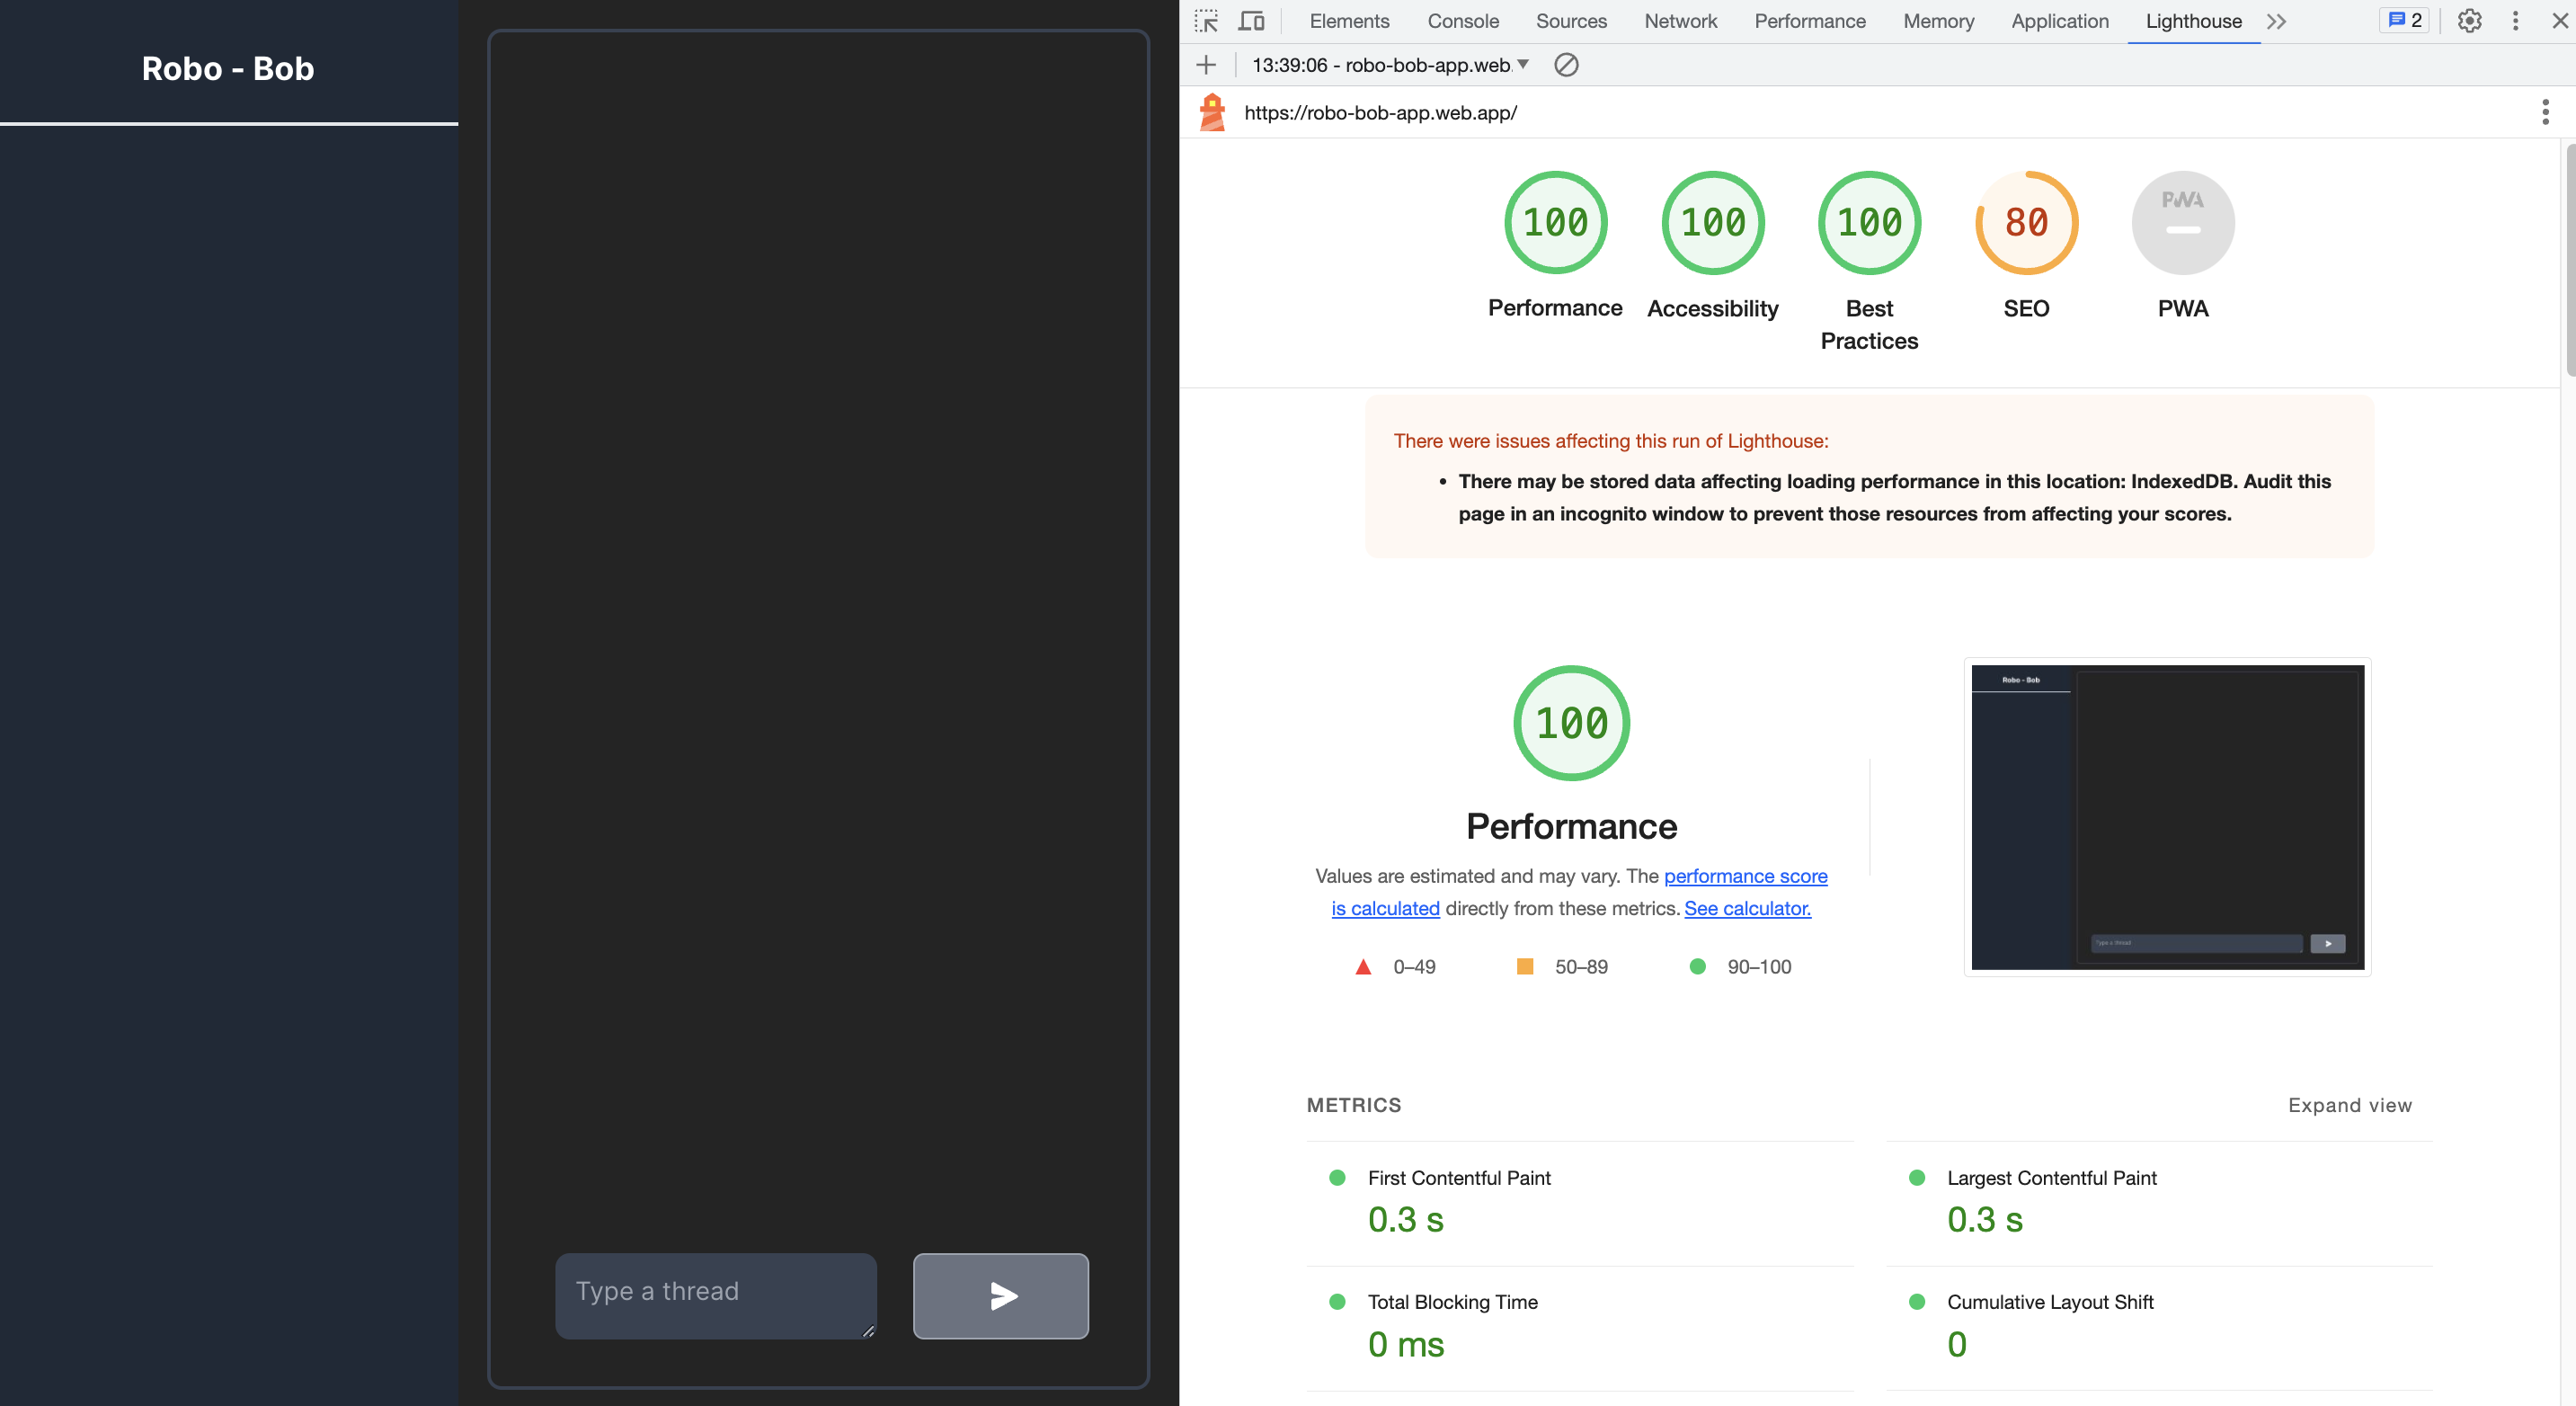 Robo - Bob
Type a thread
Elements Console Sources Network Performance Memory Application Lighthouse 2
13:39:06 - robo-bob-app.web.
https://robo-bob-app.web.app/
100 100 100 80 PWA
Performance Accessibility Best Practices SEO PWA
There were issues affecting this run of Lighthouse:
There may be stored data affecting loading performance in this location: IndexedDB. Audit this
page in an incognito window to prevent those resources from affecting your scores.
100
Performance
Values are estimated and may vary. The performance score
is calculated directly from these metrics. See calculator.
0–49 50–89 90–100
Robo - Bob
Type a thread
METRICS Expand view
First Contentful Paint
0.3 s
Largest Contentful Paint
0.3 s
Total Blocking Time
0 ms
Cumulative Layout Shift
0